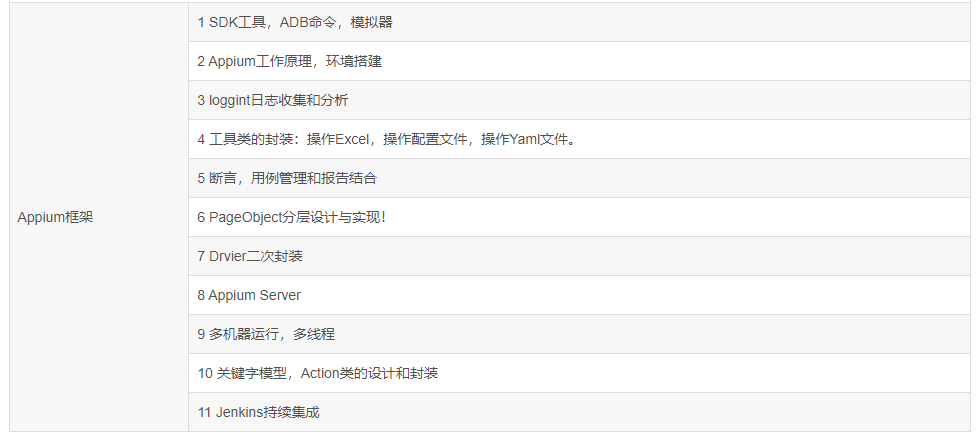 Appium框架
1 SDK工具，ADB命令，模拟器
2 Appium工作原理，环境搭建
3 loggint日志收集和分析
4 工具类的封装：操作Excel，操作配置文件，操作Yaml文件。
5 断言，用例管理和报告结合
6 PageObject分层设计与实现！
7 Drvier二次封装
8 Appium Server
9 多机器运行，多线程
10 关键字模型，Action类的设计和封装
11 Jenkins持续集成